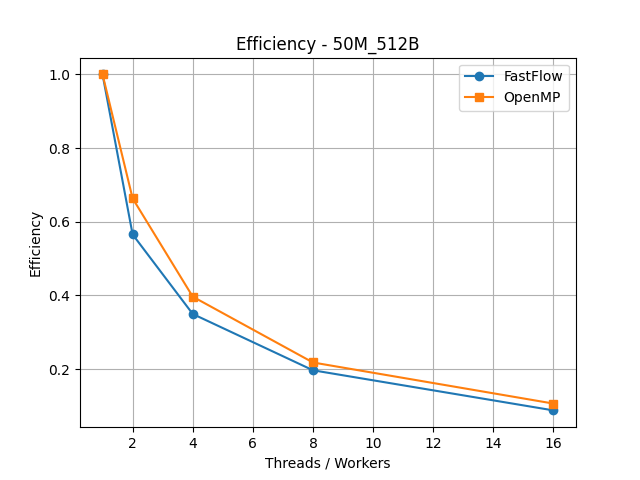 Efficiency - 50M_512B
FastFlow
OpenMP
Efficiency
1.0
0.8
0.6
0.4
0.2
2 4 6 8 10 12 14 16
Threads / Workers